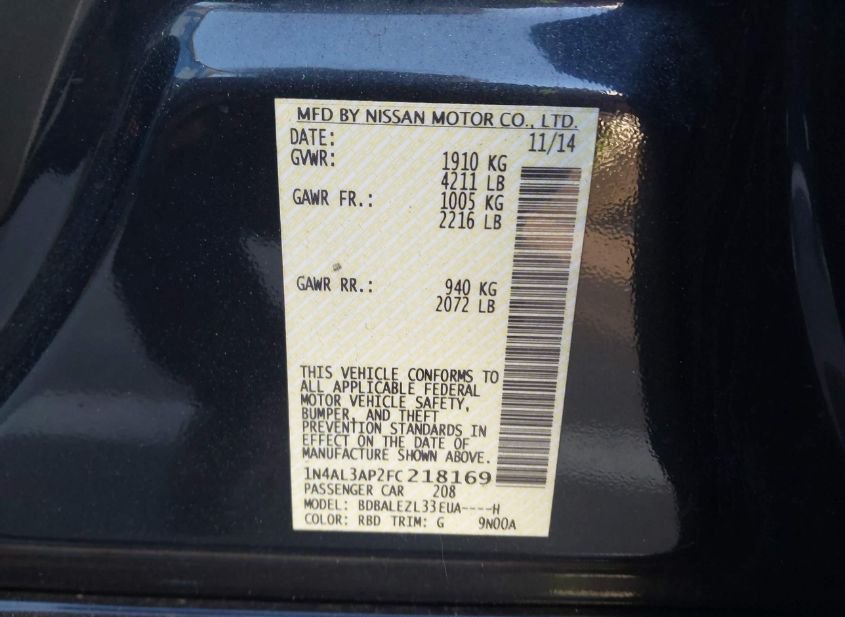 MFD BY NISSAN MOTOR CO., LTD.
DATE: 11/14
GVWR: 1910 KG
4211 LB
GAWR FR.: 1005 KG
2216 LB
GAWR RR.: 940 KG
2072 LB
THIS VEHICLE CONFORMS TO
ALL APPLICABLE FEDERAL
MOTOR VEHICLE SAFETY,
BUMPER, AND THEFT
PREVENTION STANDARDS IN
EFFECT ON THE DATE OF
MANUFACTURE SHOWN ABOVE.
1N4AL3AP2FC218169
PASSENGER CAR 208
MODEL: BDBALEZL33EUA----H
COLOR: RBD TRIM: G 9N00A